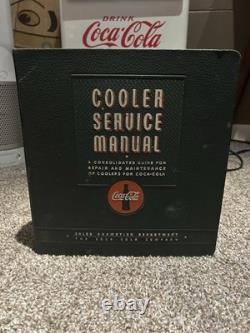 DRINK
Coca-Cola
COOLER
SERVICE
MANUAL
A CONSOLIDATED GUIDE FOR
REPAIR AND MAINTENANCE
OF COOLERS FOR COCA-COLA
Coca-Cola
SALES PROMOTION DEPARTMENT
THE COCA COLA COMPANY